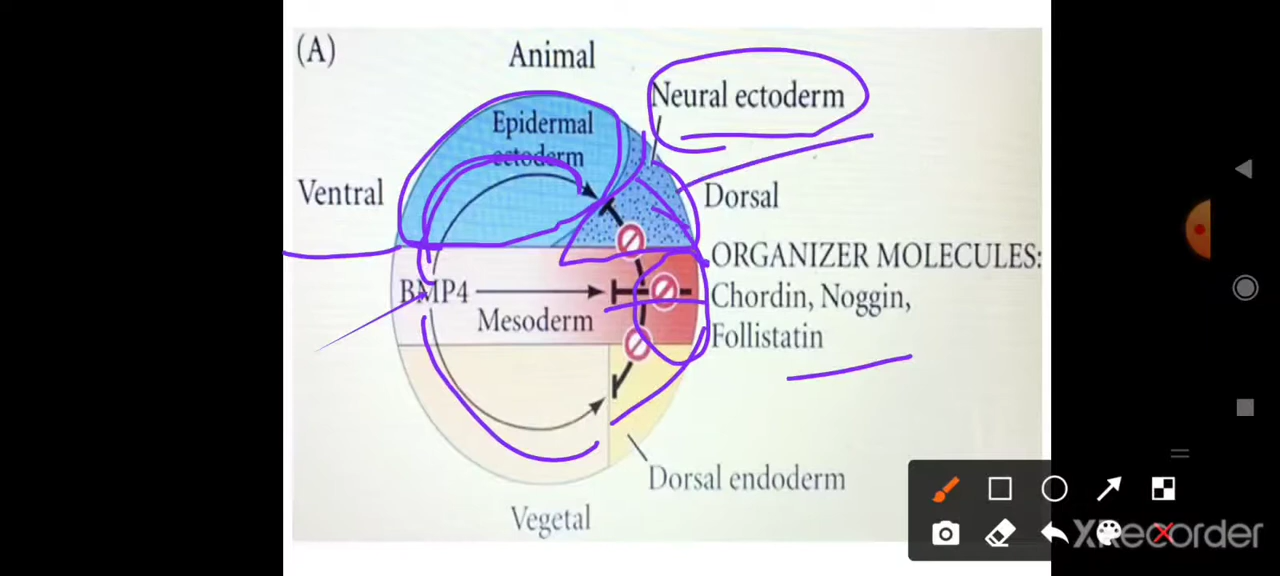 (A)
Animal
Neural ectoderm
Epidermal
ectoderm
Ventral
Dorsal
ORGANIZER MOLECULES:
Chordin, Noggin,
Follistatin
BMP4
Mesoderm
Dorsal endoderm
Vegetal
XRecorder